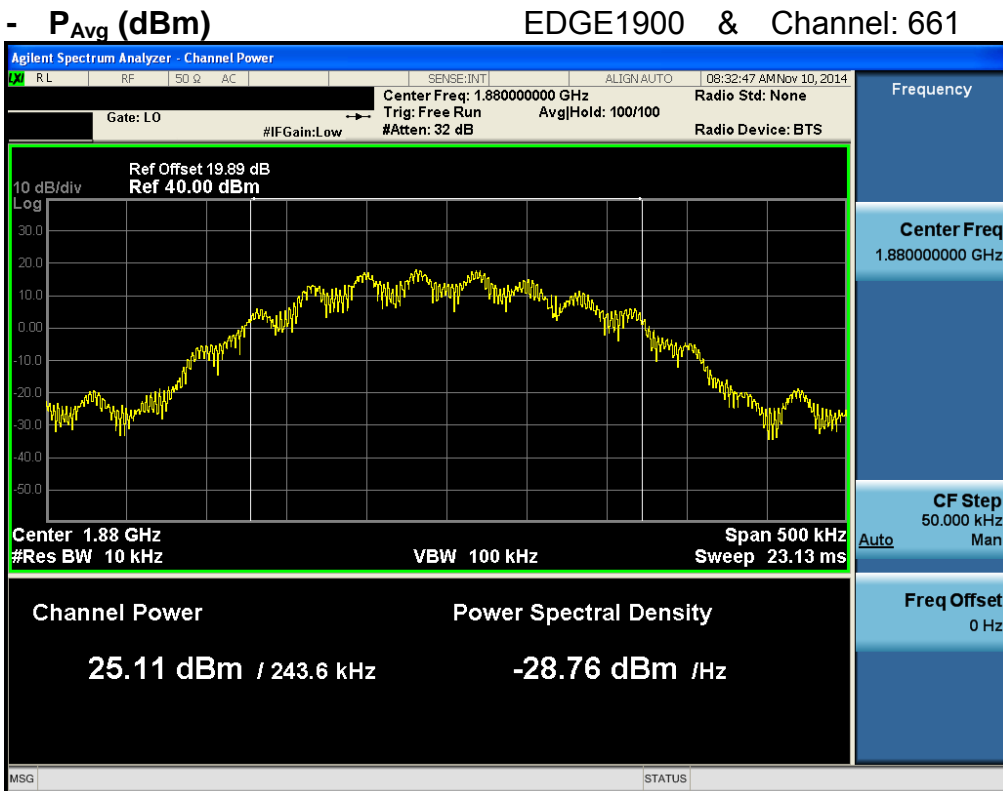 - PAvg (dBm) EDGE1900 & Channel: 661
Agilent Spectrum Analyzer - Channel Power
LXI RL RF 50 Ω AC SENSE:INT ALIGN AUTO 08:32:47 AM Nov 10, 2014
Center Freq: 1.880000000 GHz Radio Std: None
Gate: LO Trig: Free Run Avg|Hold: 100/100
#IFGain:Low #Atten: 32 dB Radio Device: BTS
Frequency
Ref Offset 19.89 dB
10 dB/div Ref 40.00 dBm
Log
30.0
20.0
10.0
0.00
-10.0
-20.0
-30.0
-40.0
-50.0
Center 1.88 GHz Span 500 kHz
#Res BW 10 kHz VBW 100 kHz Sweep 23.13 ms
Center Freq
1.880000000 GHz
CF Step
50.000 kHz
Auto Man
Freq Offset
0 Hz
Channel Power Power Spectral Density
25.11 dBm / 243.6 kHz -28.76 dBm /Hz
MSG STATUS